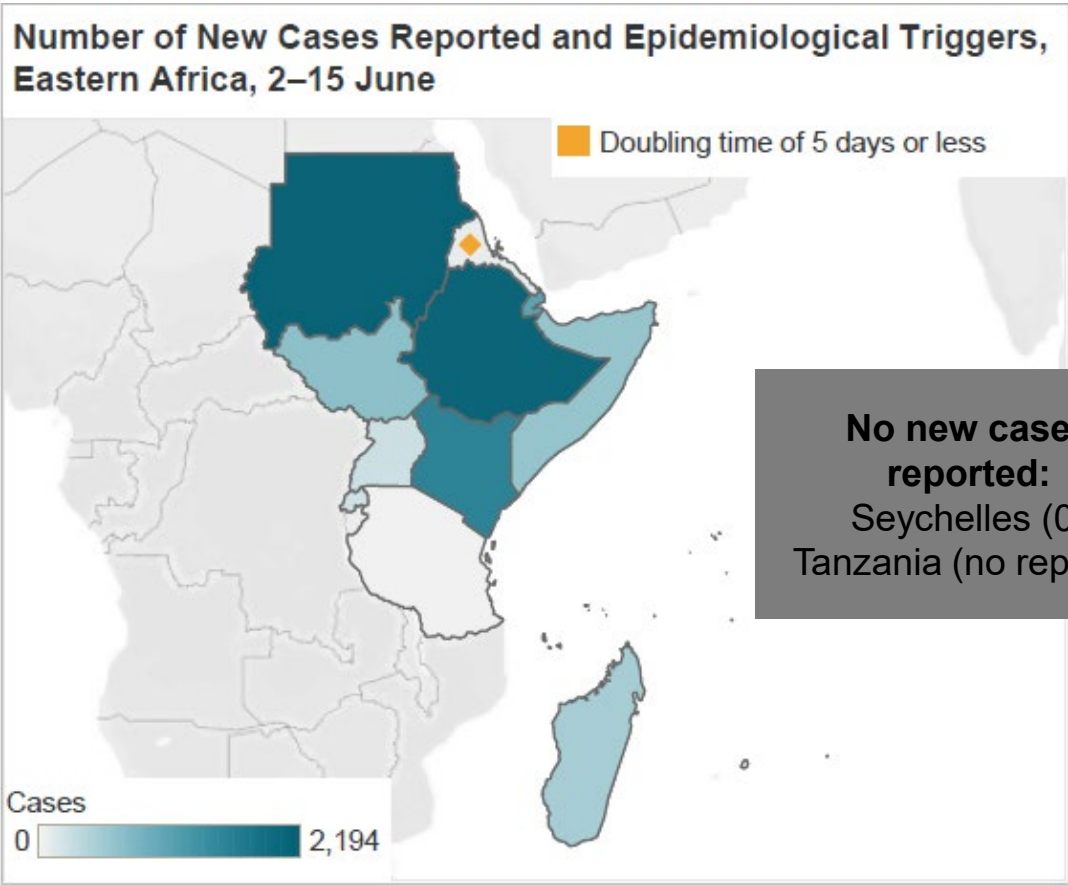 Number of New Cases Reported and Epidemiological Triggers,
Eastern Africa, 2–15 June
Doubling time of 5 days or less
No new case
reported:
Seychelles (0
Tanzania (no rep
Cases
0 2,194